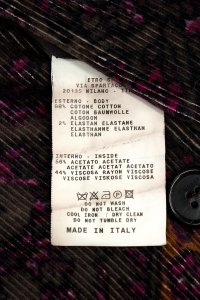 ETRO S
VIA SPARTACO
20135 MILANO -
ESTERNO - BODY
98% COTONE COTTON
COTON BAUMWOLLE
ALGODON
2% ELASTAN ELASTANE
ELASTHANNE ELASTHAN
ELASTHAN
INTERNO - INSIDE
56% ACETATO ACETATE
ACETATE ACETAT ACETATO
44% VISCOSA RAYON VISCOSE
VISCOSE VISKOSE VISCOSA
DO NOT WASH
DO NOT BLEACH
COOL IRON / DRY CLEAN
DO NOT TUMBLE DRY
MADE IN ITALY